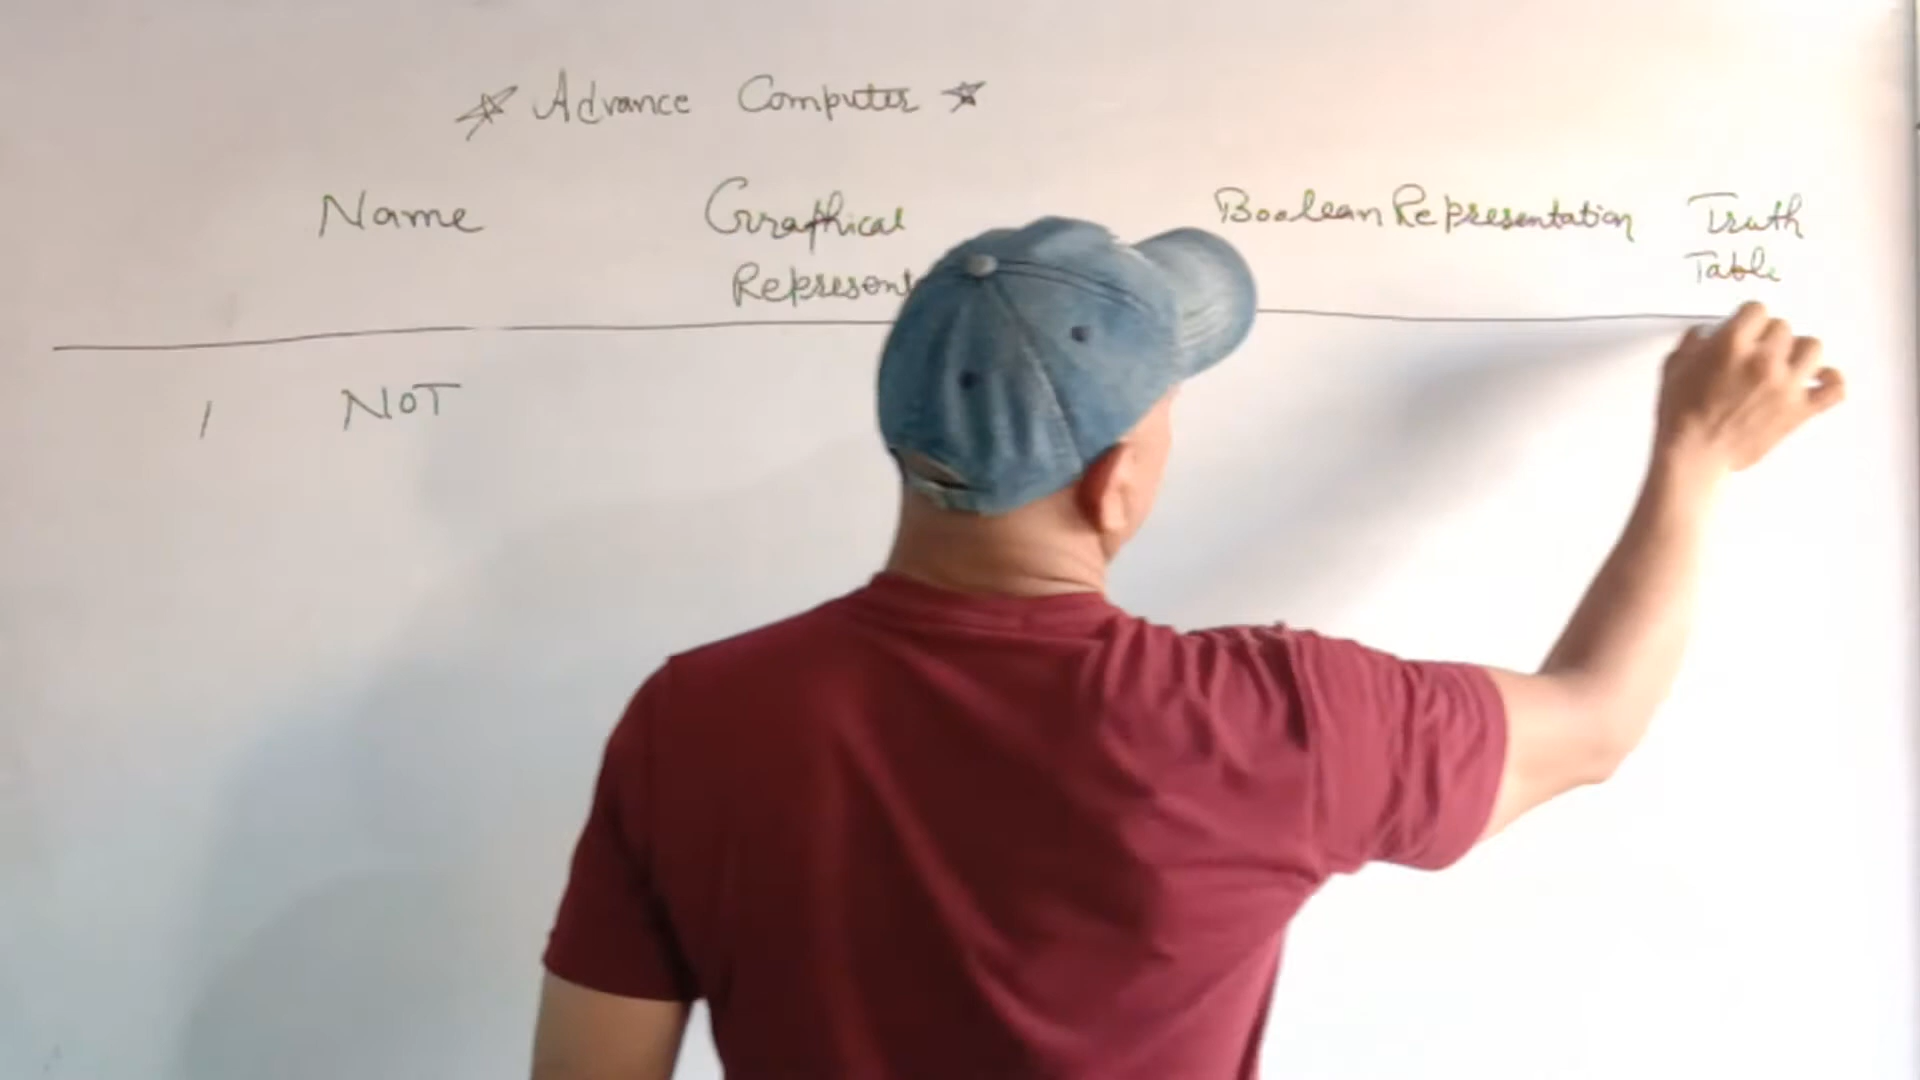 Advance Computer
Name Graphical Boolean Representation Truth
Table
1 NOT